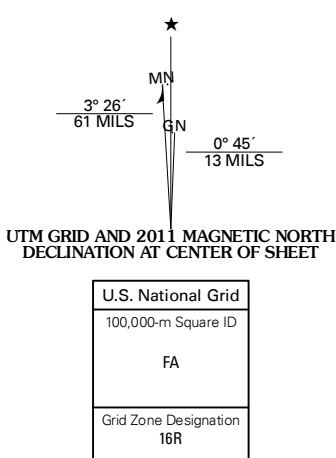 ★
MN
3° 26´
61 MILS
GN
0° 45´
13 MILS
UTM GRID AND 2011 MAGNETIC NORTH
DECLINATION AT CENTER OF SHEET
U.S. National Grid
100,000-m Square ID
FA
Grid Zone Designation
16R